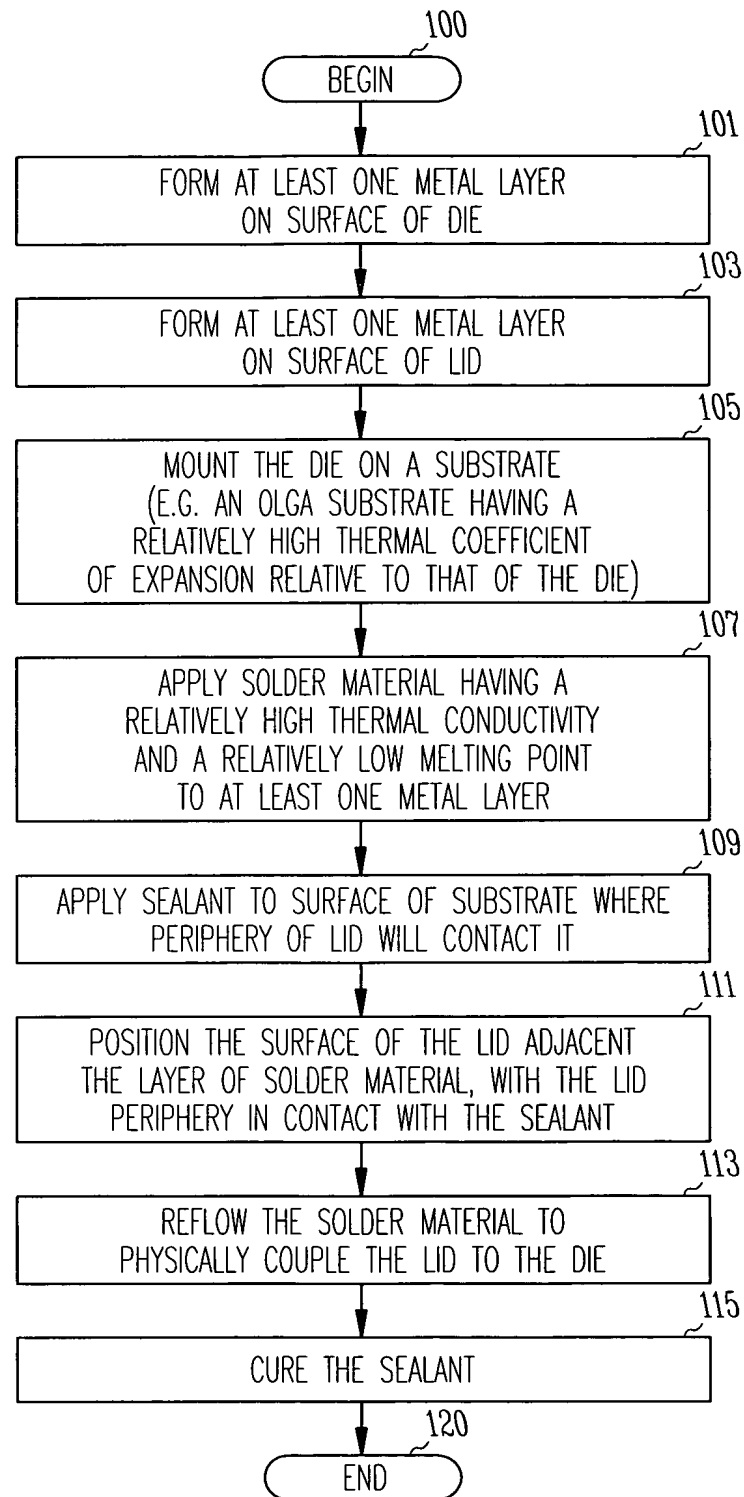 100
BEGIN
101
FORM AT LEAST ONE METAL LAYER
ON SURFACE OF DIE
103
FORM AT LEAST ONE METAL LAYER
ON SURFACE OF LID
105
MOUNT THE DIE ON A SUBSTRATE
(E.G. AN OLGA SUBSTRATE HAVING A
RELATIVELY HIGH THERMAL COEFFICIENT
OF EXPANSION RELATIVE TO THAT OF THE DIE)
107
APPLY SOLDER MATERIAL HAVING A
RELATIVELY HIGH THERMAL CONDUCTIVITY
AND A RELATIVELY LOW MELTING POINT
TO AT LEAST ONE METAL LAYER
109
APPLY SEALANT TO SURFACE OF SUBSTRATE WHERE
PERIPHERY OF LID WILL CONTACT IT
111
POSITION THE SURFACE OF THE LID ADJACENT
THE LAYER OF SOLDER MATERIAL, WITH THE LID
PERIPHERY IN CONTACT WITH THE SEALANT
113
REFLOW THE SOLDER MATERIAL TO
PHYSICALLY COUPLE THE LID TO THE DIE
115
CURE THE SEALANT
120
END